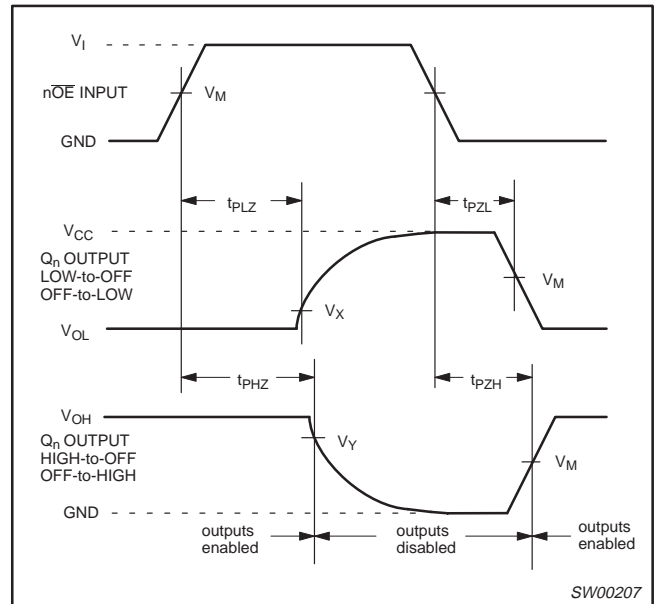 V_I
nO̅E̅ INPUT
V_M
GND
t_PLZ
t_PZL
V_CC
Q_n OUTPUT
LOW-to-OFF
OFF-to-LOW
V_M
V_X
V_OL
t_PHZ
t_PZH
V_OH
Q_n OUTPUT
HIGH-to-OFF
OFF-to-HIGH
V_Y
V_M
GND
outputs
enabled
outputs
disabled
outputs
enabled
SW00207